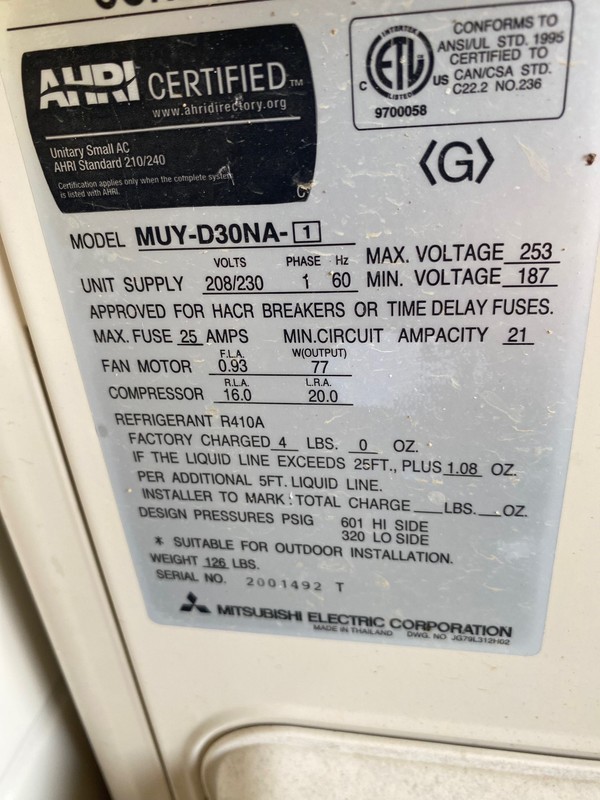 AHRI CERTIFIED™
www.ahridirectory.org
Unitary Small AC
AHRI Standard 210/240
Certification applies only when the complete system
is listed with AHRI.
INTERTEK
ETL
LISTED
C US
9700058
CONFORMS TO
ANSI/UL STD. 1995
CERTIFIED TO
CAN/CSA STD.
C22.2 NO.236
⟨G⟩
MODEL MUY-D30NA-1
VOLTS PHASE Hz
UNIT SUPPLY 208/230 1 60
MAX. VOLTAGE 253
MIN. VOLTAGE 187
APPROVED FOR HACR BREAKERS OR TIME DELAY FUSES.
MAX. FUSE 25 AMPS MIN.CIRCUIT AMPACITY 21
F.L.A. W(OUTPUT)
FAN MOTOR 0.93 77
R.L.A. L.R.A.
COMPRESSOR 16.0 20.0
REFRIGERANT R410A
FACTORY CHARGED 4 LBS. 0 OZ.
IF THE LIQUID LINE EXCEEDS 25FT., PLUS 1.08 OZ.
PER ADDITIONAL 5FT. LIQUID LINE.
INSTALLER TO MARK : TOTAL CHARGE ___LBS.__OZ.
DESIGN PRESSURES PSIG 601 HI SIDE
320 LO SIDE
* SUITABLE FOR OUTDOOR INSTALLATION.
WEIGHT 126 LBS.
SERIAL NO. 2001492 T
MITSUBISHI ELECTRIC CORPORATION
MADE IN THAILAND DWG. NO JG79L312H02